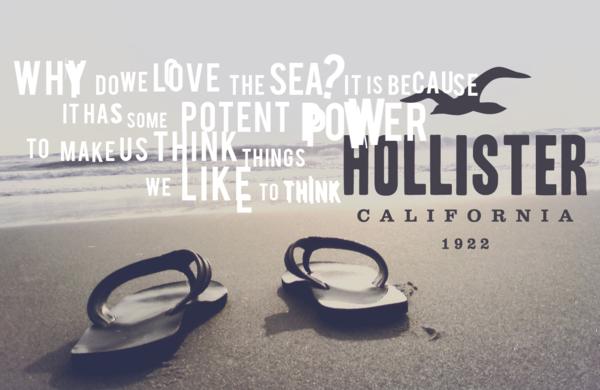 WHY DO WE LOVE THE SEA? IT IS BECAUSE
IT HAS SOME POTENT POWER
TO MAKE US THINK THINGS
WE LIKE TO THINK
HOLLISTER
CALIFORNIA
1922